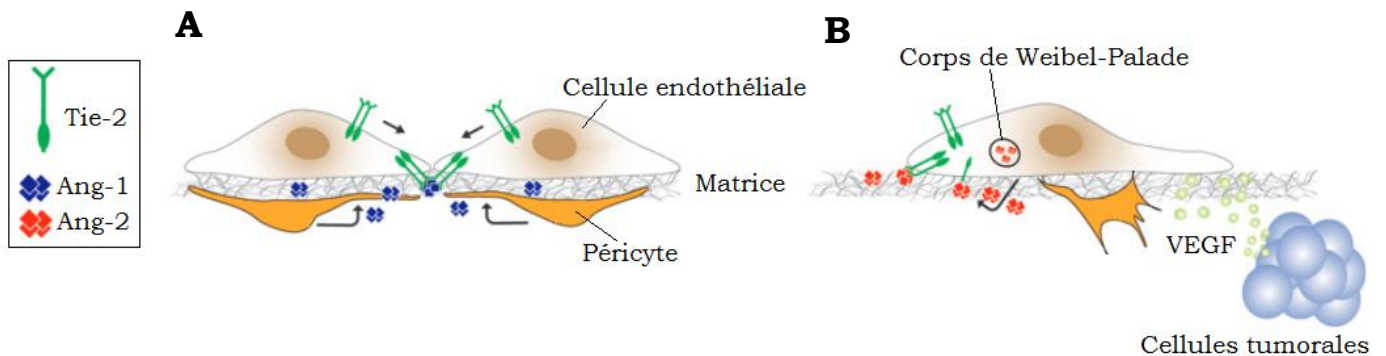 A
B
Corps de Weibel-Palade
Cellule endothéliale
Tie-2
Ang-1
Ang-2
Matrice
Péricyte
VEGF
Cellules tumorales